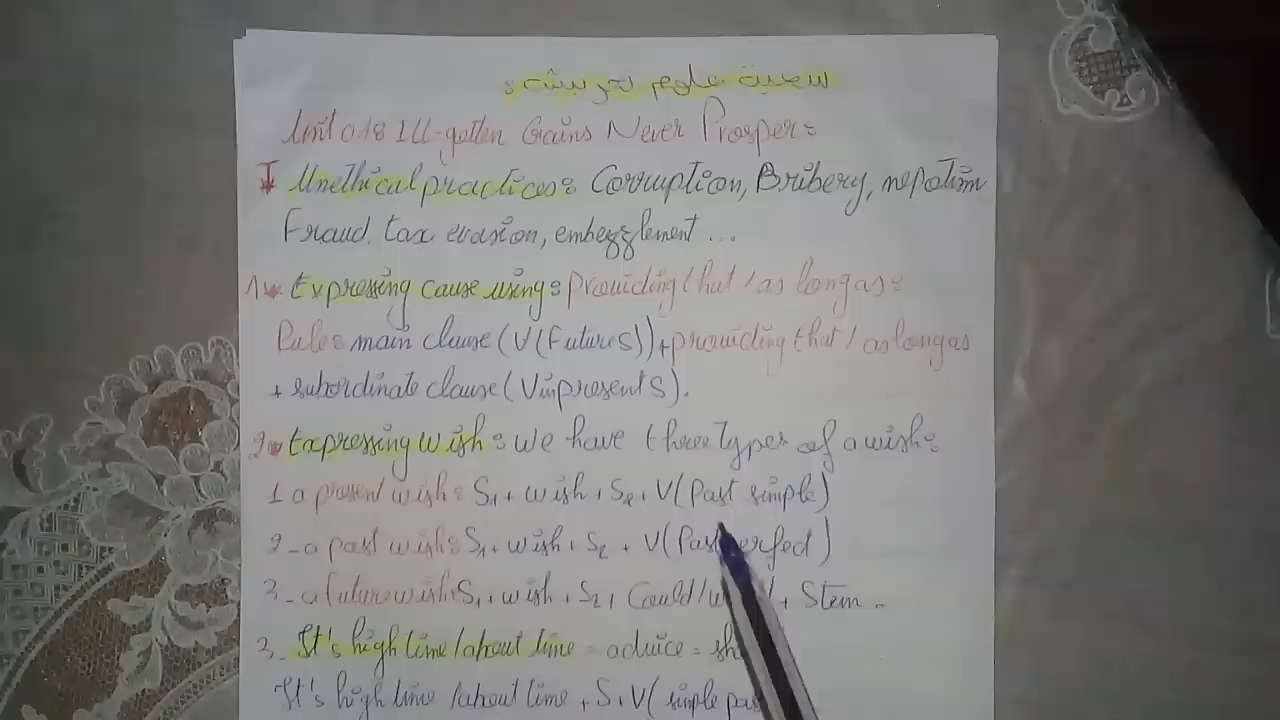 شعبة علوم تجريبية :
Unit 01: Ill-gotten Gains Never Prosper:
I Unethical practices: Corruption, Bribery, nepotism
Fraud, tax evasion, embezzlement ...
1- Expressing cause using: providing that / as long as:
Rule: main clause (V(Future S)) + providing that / as long as
+ subordinate clause (V in present S).
2- Expressing wish: We have three types of a wish:
1 a present wish: S1 + wish + S2 + V (Past simple)
2 - a past wish: S1 + wish + S2 + V (Past perfect)
3 - a future wish: S1 + wish + S2 + Could / + Stem.
3 - It's high time / about time = advice =
It's high time / about time + S + V ( simple